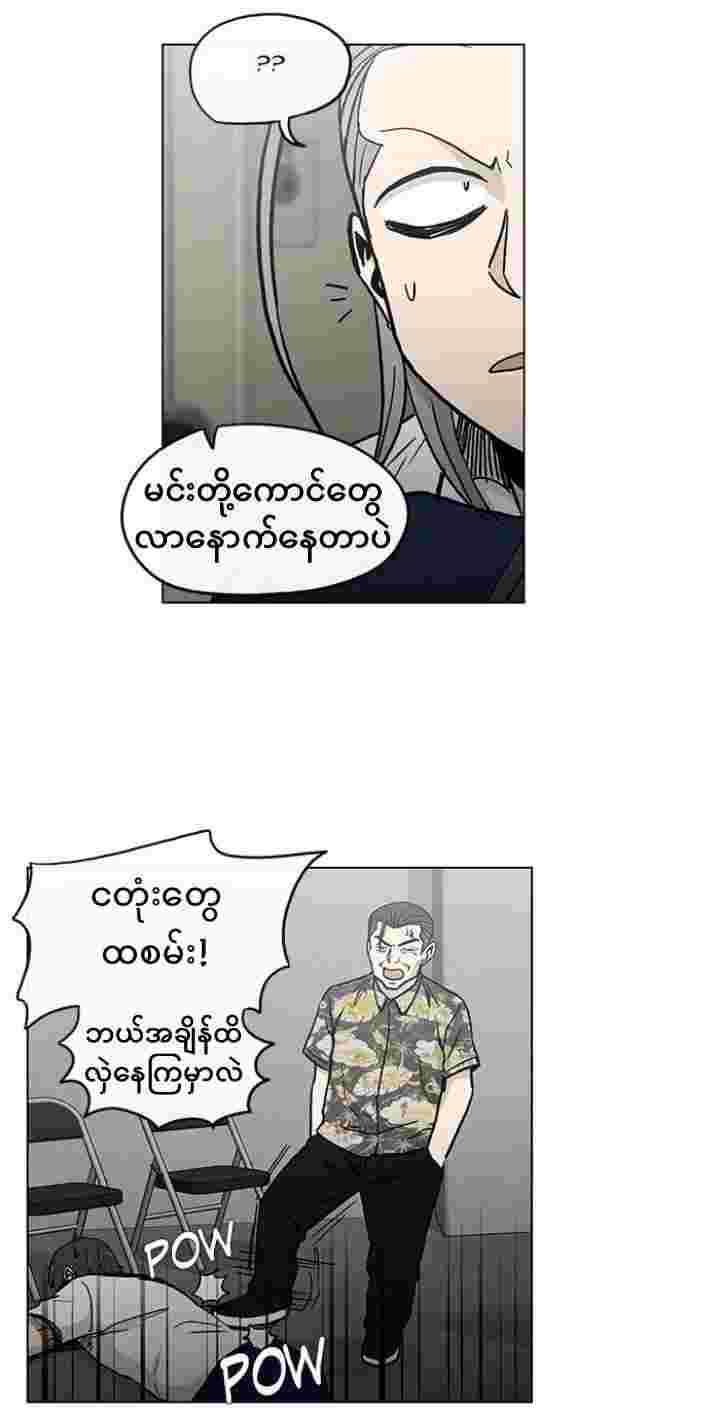 ??
မင်းတို့ကောင်တွေ
လာနောက်နေတာပဲ
ငတုံးတွေ
ထစမ်း!
ဘယ်အချိန်ထိ
လှဲနေကြမှာလဲ
POW
POW